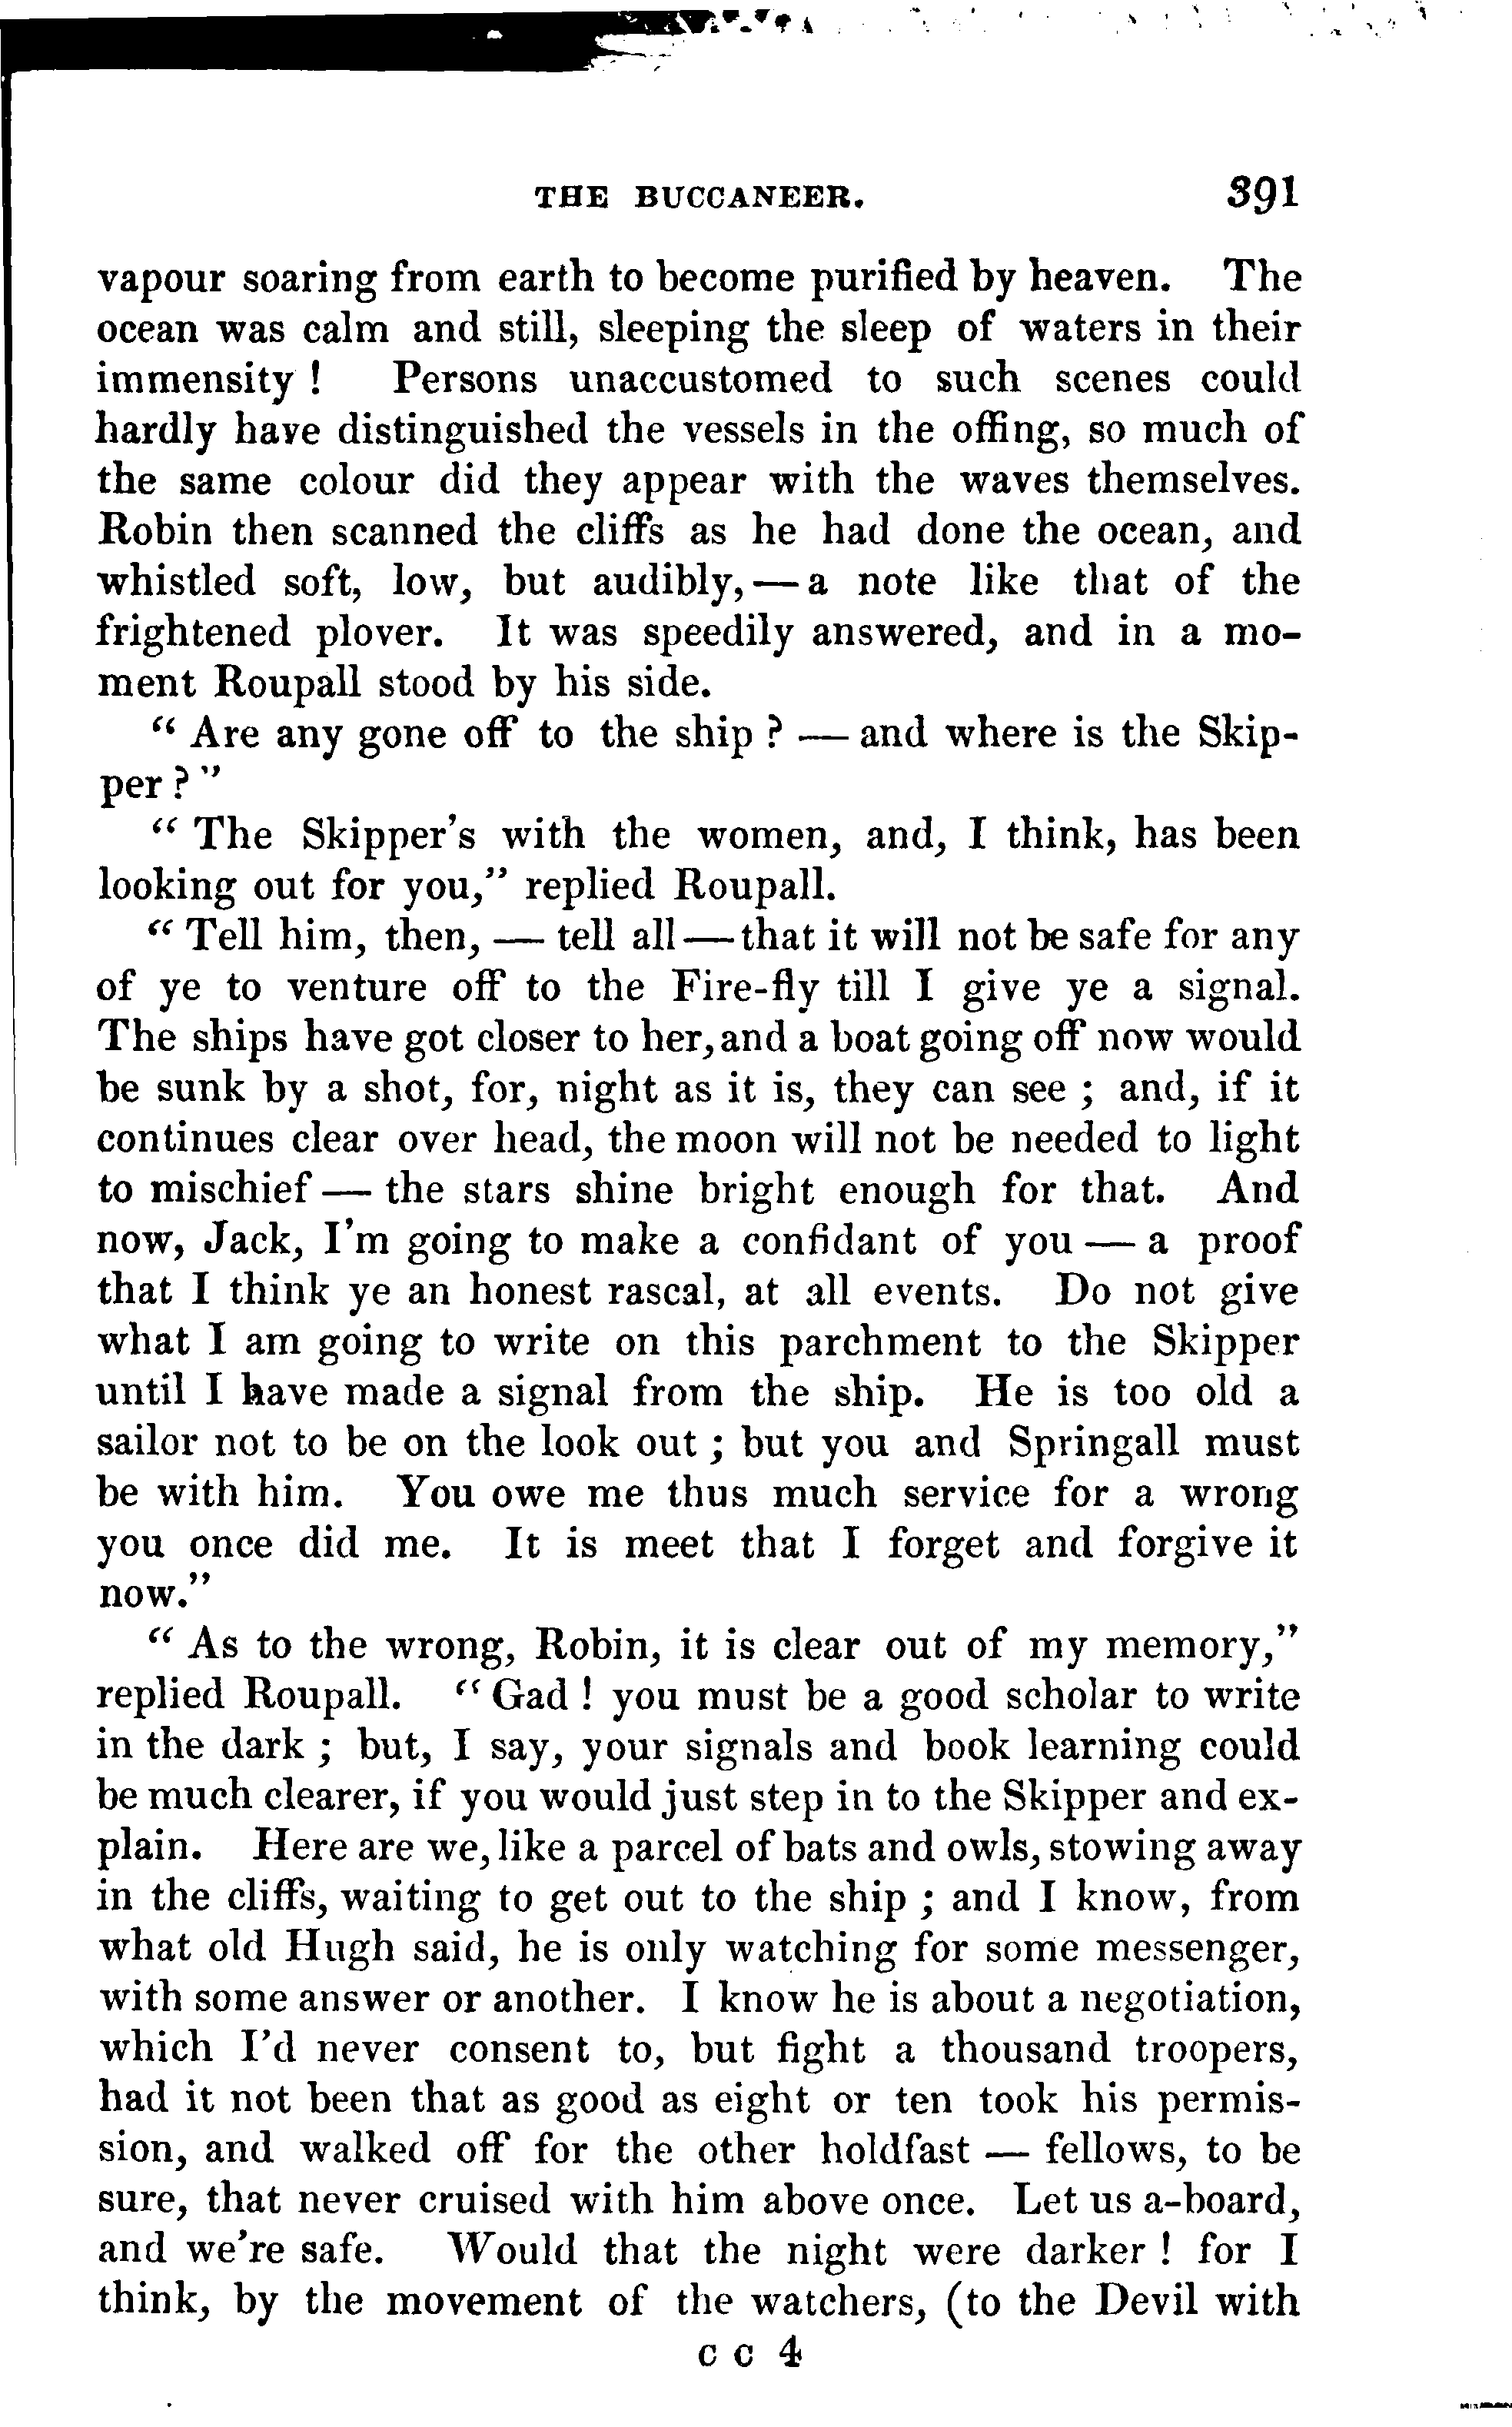 THE BUCCANEER. 391
vapour soaring from earth to become purified by heaven. The
ocean was calm and still, sleeping the sleep of waters in their
immensity ! Persons unaccustomed to such scenes could
hardly have distinguished the vessels in the offing, so much of
the same colour did they appear with the waves themselves.
Robin then scanned the cliffs as he had done the ocean, and
whistled soft, low, but audibly, — a note like that of the
frightened plover. It was speedily answered, and in a mo-
ment Roupall stood by his side.
“ Are any gone off to the ship ? — and where is the Skip-
per ? ”
“ The Skipper's with the women, and, I think, has been
looking out for you,” replied Roupall.
“ Tell him, then, — tell all — that it will not be safe for any
of ye to venture off to the Fire-fly till I give ye a signal.
The ships have got closer to her, and a boat going off now would
be sunk by a shot, for, night as it is, they can see ; and, if it
continues clear over head, the moon will not be needed to light
to mischief — the stars shine bright enough for that. And
now, Jack, I'm going to make a confidant of you — a proof
that I think ye an honest rascal, at all events. Do not give
what I am going to write on this parchment to the Skipper
until I have made a signal from the ship. He is too old a
sailor not to be on the look out ; but you and Springall must
be with him. You owe me thus much service for a wrong
you once did me. It is meet that I forget and forgive it
now.”
“ As to the wrong, Robin, it is clear out of my memory,”
replied Roupall. “ Gad ! you must be a good scholar to write
in the dark ; but, I say, your signals and book learning could
be much clearer, if you would just step in to the Skipper and ex-
plain. Here are we, like a parcel of bats and owls, stowing away
in the cliffs, waiting to get out to the ship ; and I know, from
what old Hugh said, he is only watching for some messenger,
with some answer or another. I know he is about a negotiation,
which I'd never consent to, but fight a thousand troopers,
had it not been that as good as eight or ten took his permis-
sion, and walked off for the other holdfast — fellows, to be
sure, that never cruised with him above once. Let us a-board,
and we're safe. Would that the night were darker ! for I
think, by the movement of the watchers, (to the Devil with
c c 4